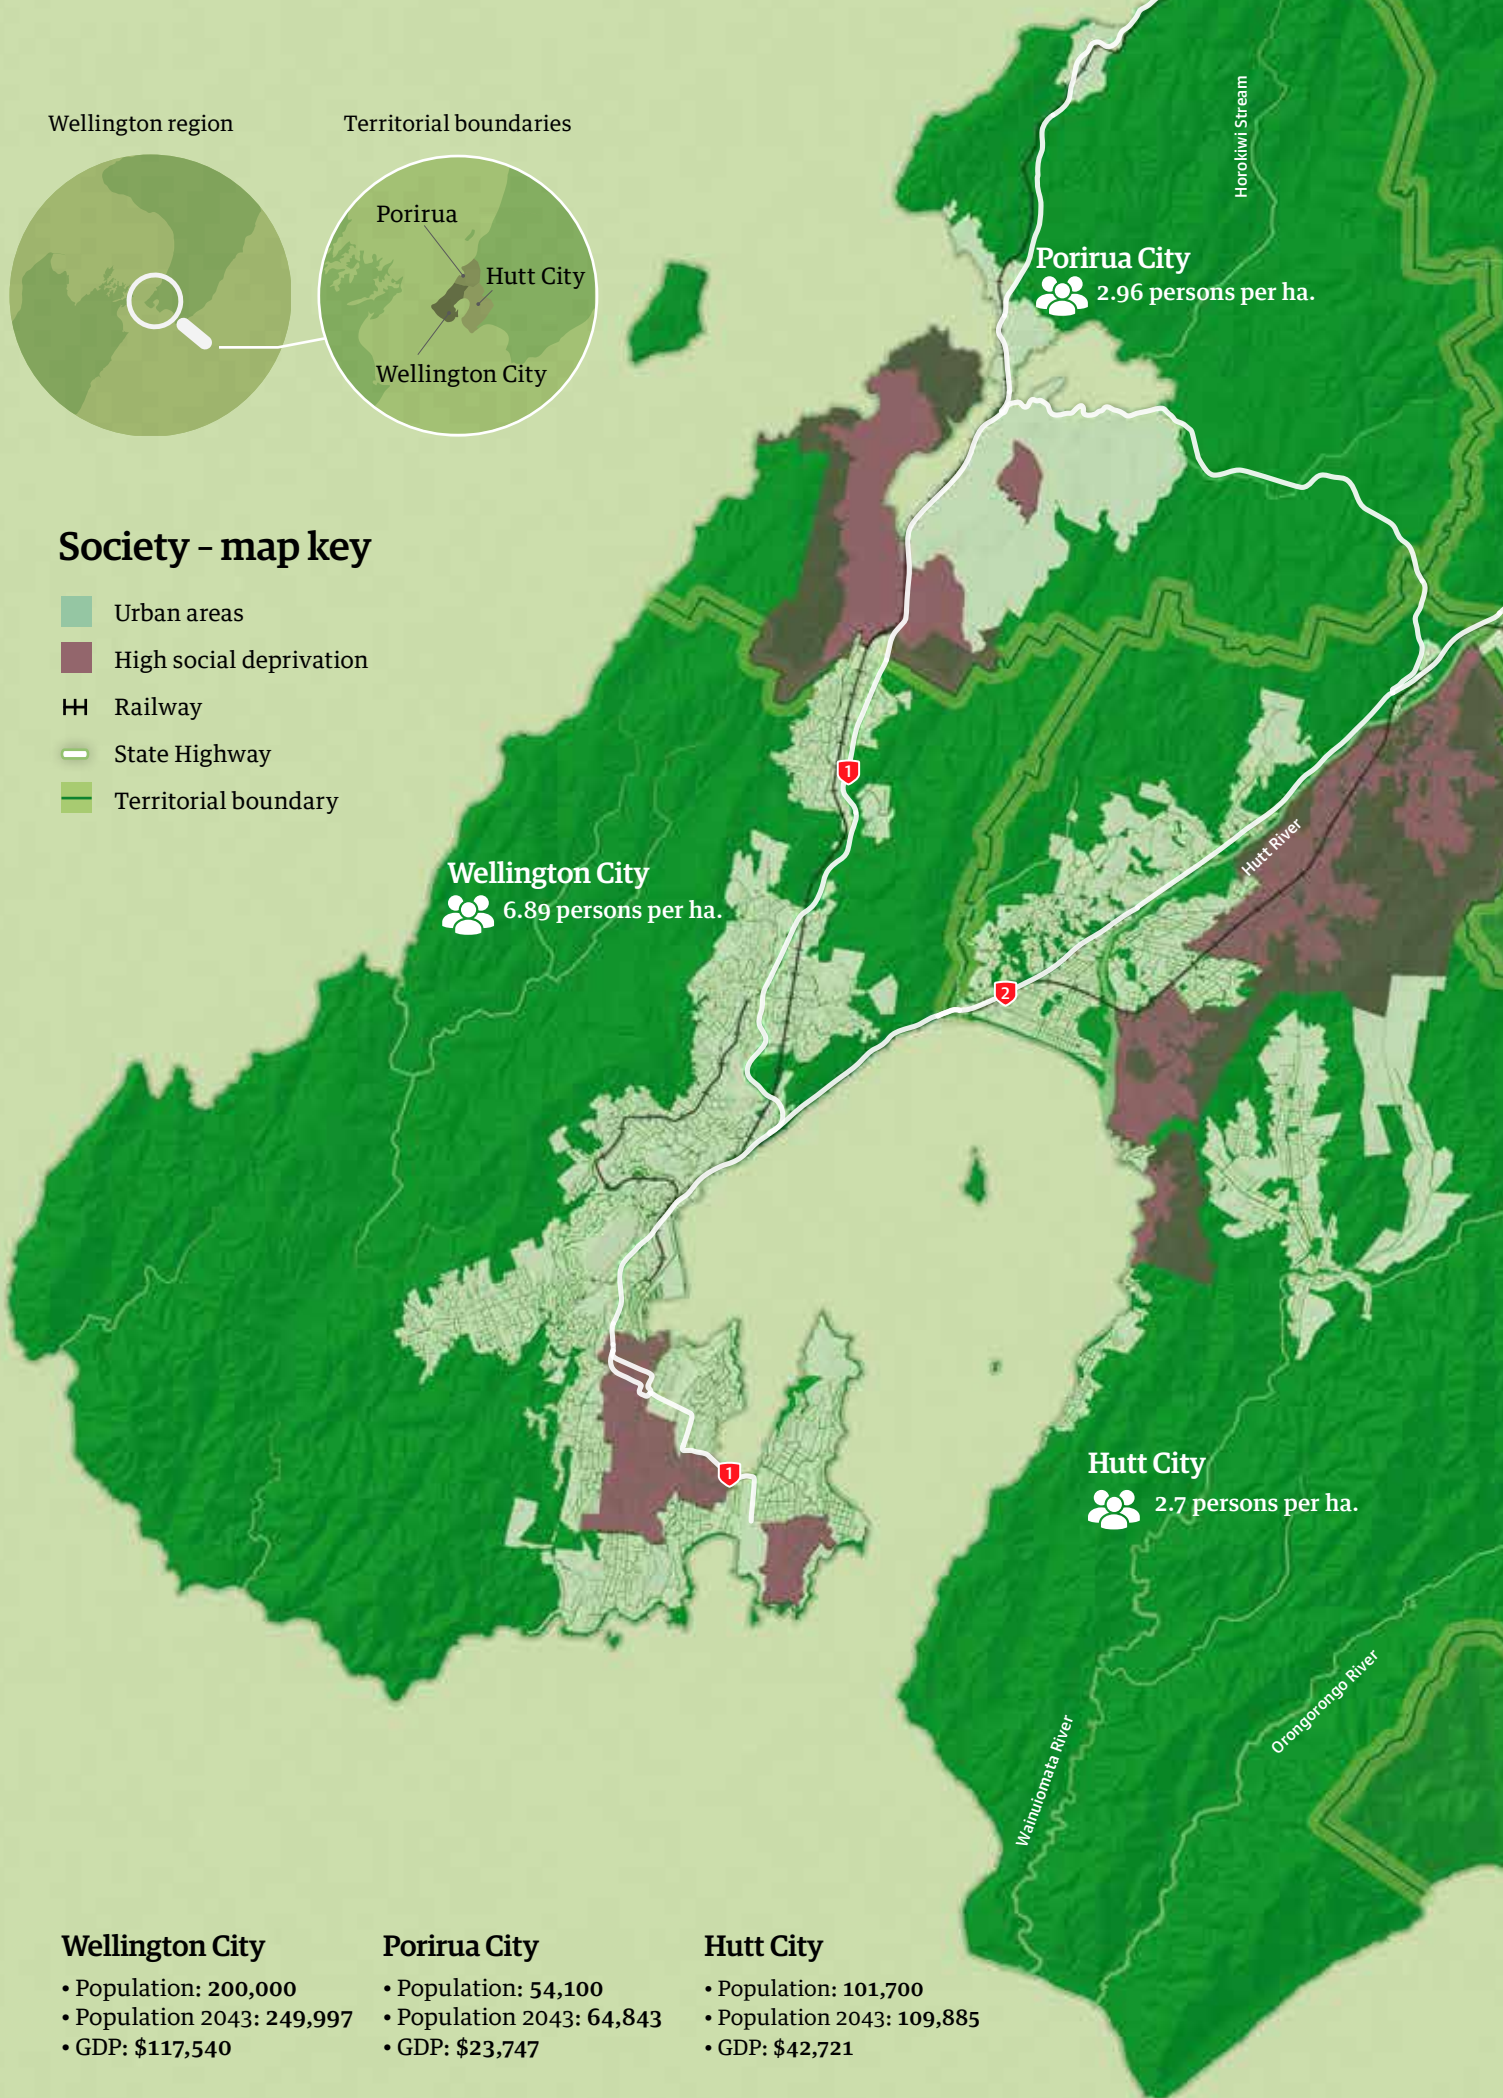 Wellington region
Territorial boundaries
Porirua
Hutt City
Wellington City
Horokiwi Stream
Porirua City
2.96 persons per ha.
Society - map key
Urban areas
High social deprivation
Railway
State Highway
Territorial boundary
1
Hutt River
Wellington City
6.89 persons per ha.
2
1
Hutt City
2.7 persons per ha.
Orongorongo River
Wainuiomata River
Wellington City
• Population: 200,000
• Population 2043: 249,997
• GDP: $117,540
Porirua City
• Population: 54,100
• Population 2043: 64,843
• GDP: $23,747
Hutt City
• Population: 101,700
• Population 2043: 109,885
• GDP: $42,721